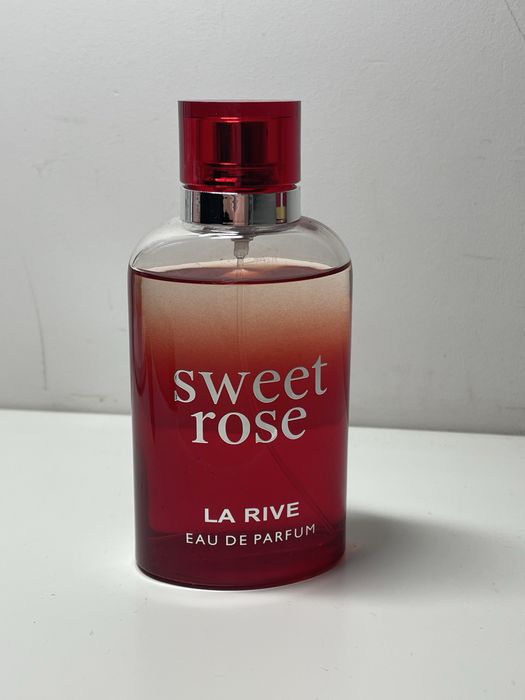 sweet
rose
LA RIVE
EAU DE PARFUM